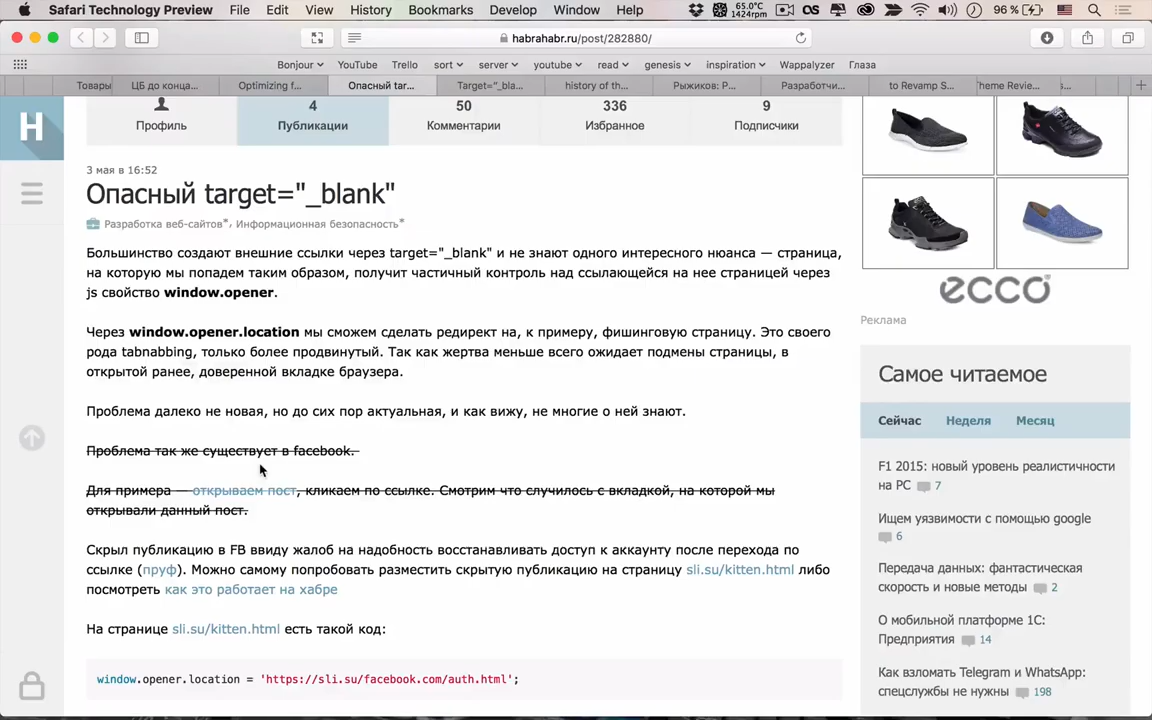 Safari Technology Preview File Edit View History Bookmarks Develop Window Help 65.0°C 1424rpm 96 %
habrahabr.ru/post/282880/
Bonjour YouTube Trello sort server youtube read genesis inspiration Wappalyzer Глаза
Товары ЦБ до конца... Optimizing f... Опасный tar... Target="_bla... history of th... Рыжиков: Р... Разработчи... to Revamp S... heme Revie...
H
4 50 336 9
Профиль Публикации Комментарии Избранное Подписчики
3 мая в 16:52
Опасный target="_blank"
Разработка веб-сайтов*, Информационная безопасность*
Большинство создают внешние ссылки через target="_blank" и не знают одного интересного нюанса — страница,
на которую мы попадем таким образом, получит частичный контроль над ссылающейся на нее страницей через
js свойство window.opener.
Через window.opener.location мы сможем сделать редирект на, к примеру, фишинговую страницу. Это своего
рода tabnabbing, только более продвинутый. Так как жертва меньше всего ожидает подмены страницы, в
открытой ранее, доверенной вкладке браузера.
Проблема далеко не новая, но до сих пор актуальная, и как вижу, не многие о ней знают.
Проблема так же существует в facebook.
Для примера — открываем пост, кликаем по ссылке. Смотрим что случилось с вкладкой, на которой мы
открывали данный пост.
Скрыл публикацию в FB ввиду жалоб на надобность восстанавливать доступ к аккаунту после перехода по
ссылке (пруф). Можно самому попробовать разместить скрытую публикацию на страницу sli.su/kitten.html либо
посмотреть как это работает на хабре
На странице sli.su/kitten.html есть такой код:
window.opener.location = 'https://sli.su/facebook.com/auth.html';
ecco
Реклама
Самое читаемое
Сейчас Неделя Месяц
F1 2015: новый уровень реалистичности
на PC 7
Ищем уязвимости с помощью google
6
Передача данных: фантастическая
скорость и новые методы 2
О мобильной платформе 1С:
Предприятия 14
Как взломать Telegram и WhatsApp:
спецслужбы не нужны 198